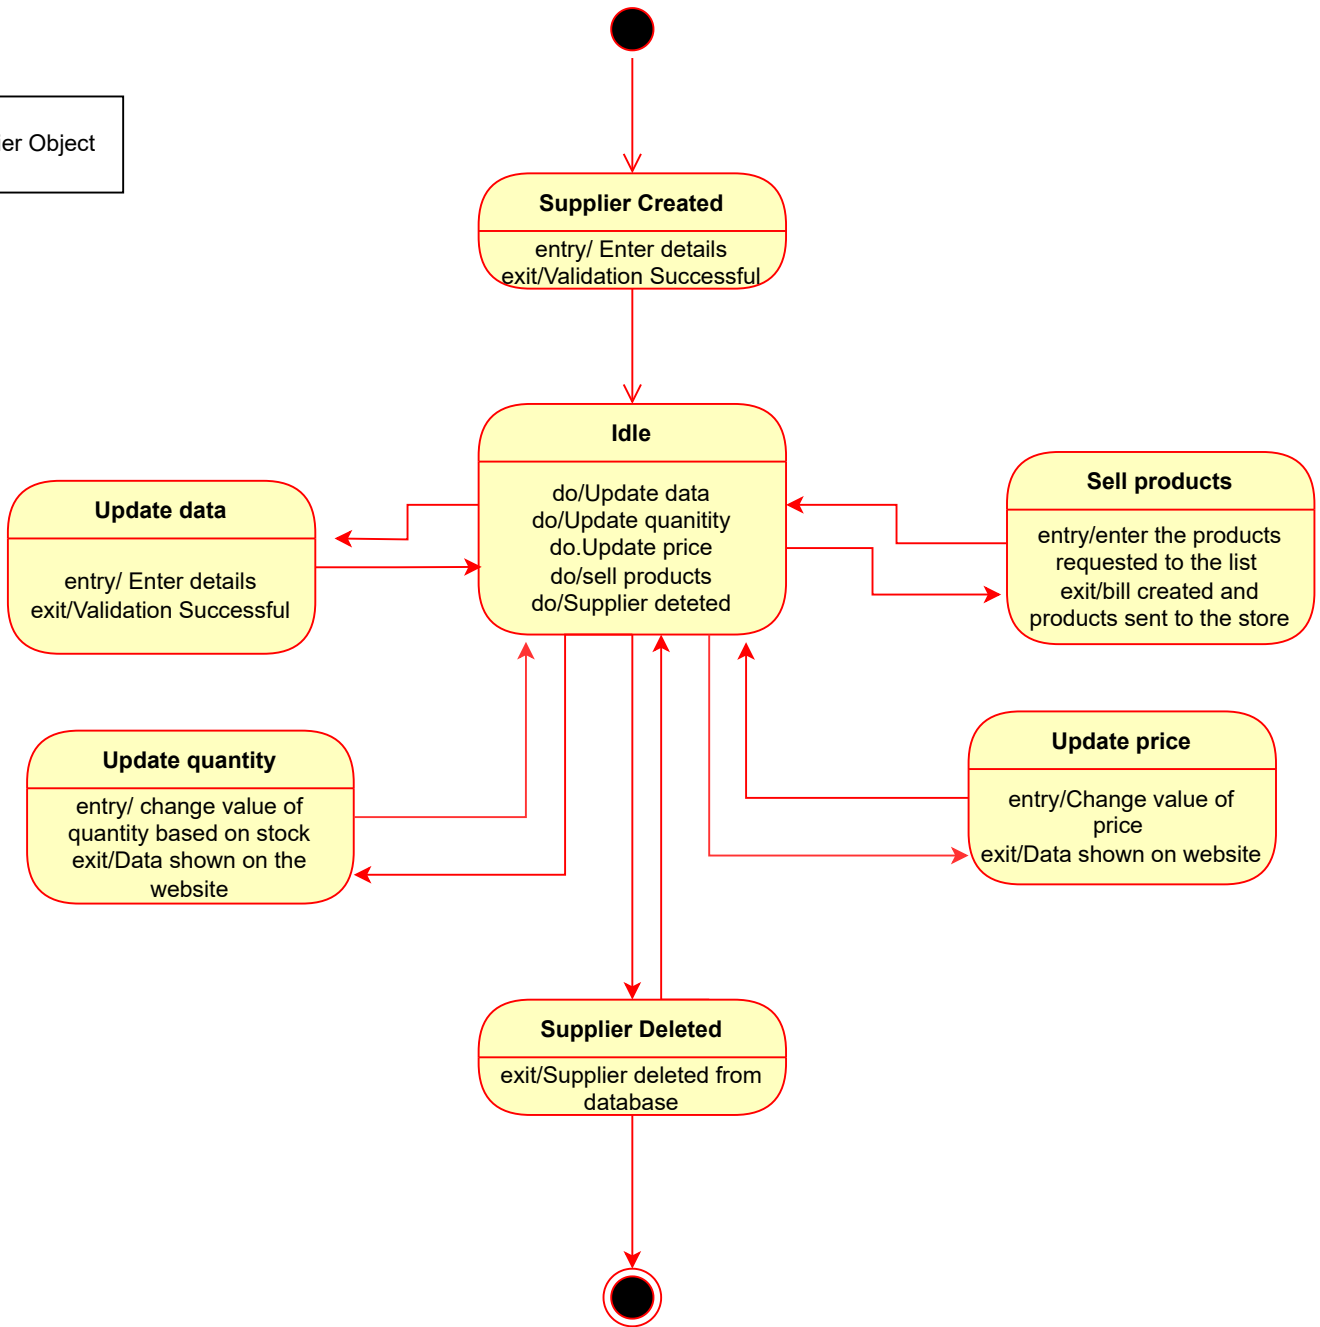 Object
Supplier Created
entry/ Enter details
exit/Validation Successful
Idle
do/Update data
do/Update quanitity
do.Update price
do/sell products
do/Supplier deteted
Update data
entry/ Enter details
exit/Validation Successful
Sell products
entry/enter the products
requested to the list
exit/bill created and
products sent to the store
Update quantity
entry/ change value of
quantity based on stock
exit/Data shown on the
website
Update price
entry/Change value of
price
exit/Data shown on website
Supplier Deleted
exit/Supplier deleted from
database